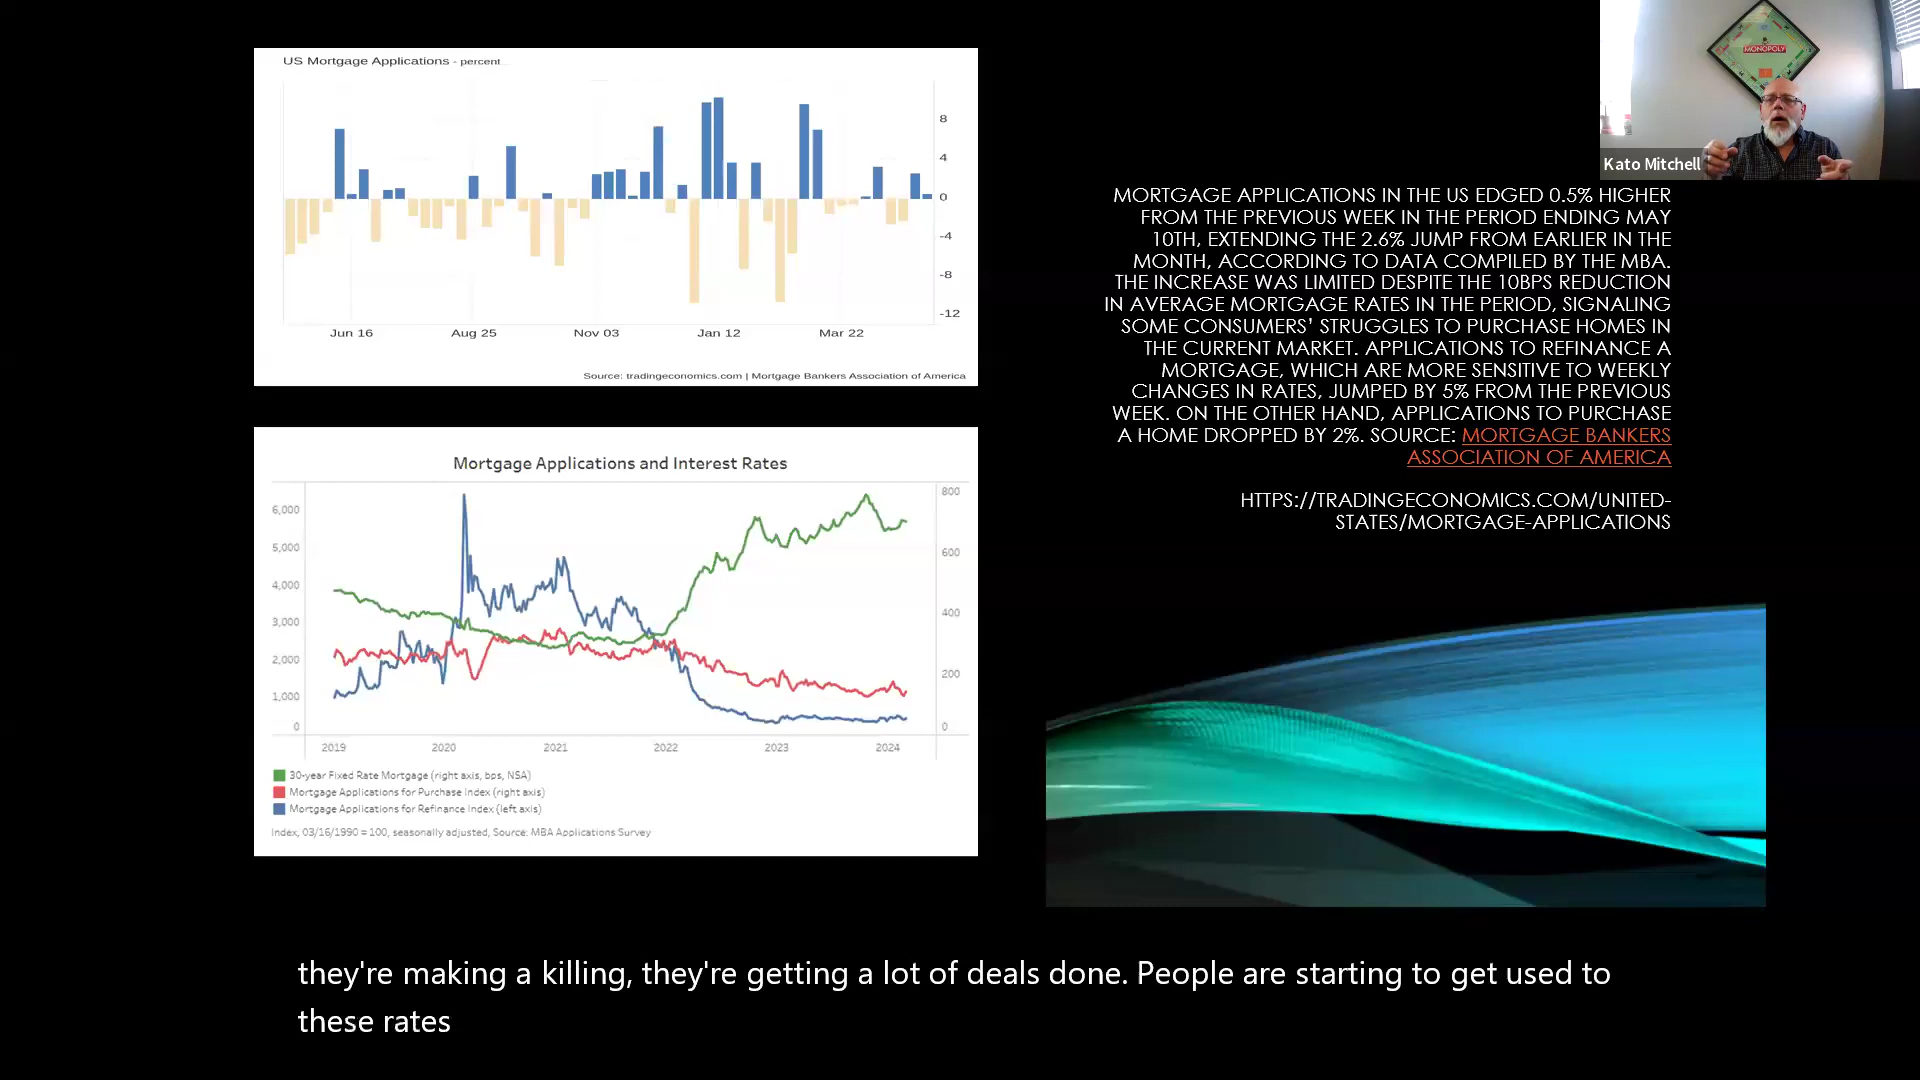 US Mortgage Applications - percent
8
4
0
-4
-8
-12
Jun 16
Aug 25
Nov 03
Jan 12
Mar 22
Source: tradingeconomics.com | Mortgage Bankers Association of America
Mortgage Applications and Interest Rates
6,000
5,000
4,000
3,000
2,000
1,000
0
800
600
400
200
0
2019
2020
2021
2022
2023
2024
30-year Fixed Rate Mortgage (right axis, bps, NSA)
Mortgage Applications for Purchase Index (right axis)
Mortgage Applications for Refinance Index (left axis)
Index, 03/16/1990 = 100, seasonally adjusted, Source: MBA Applications Survey
MONOPOLY
Kato Mitchell
MORTGAGE APPLICATIONS IN THE US EDGED 0.5% HIGHER
FROM THE PREVIOUS WEEK IN THE PERIOD ENDING MAY
10TH, EXTENDING THE 2.6% JUMP FROM EARLIER IN THE
MONTH, ACCORDING TO DATA COMPILED BY THE MBA.
THE INCREASE WAS LIMITED DESPITE THE 10BPS REDUCTION
IN AVERAGE MORTGAGE RATES IN THE PERIOD, SIGNALING
SOME CONSUMERS' STRUGGLES TO PURCHASE HOMES IN
THE CURRENT MARKET. APPLICATIONS TO REFINANCE A
MORTGAGE, WHICH ARE MORE SENSITIVE TO WEEKLY
CHANGES IN RATES, JUMPED BY 5% FROM THE PREVIOUS
WEEK. ON THE OTHER HAND, APPLICATIONS TO PURCHASE
A HOME DROPPED BY 2%. SOURCE: MORTGAGE BANKERS
ASSOCIATION OF AMERICA
HTTPS://TRADINGECONOMICS.COM/UNITED-
STATES/MORTGAGE-APPLICATIONS
they're making a killing, they're getting a lot of deals done. People are starting to get used to
these rates